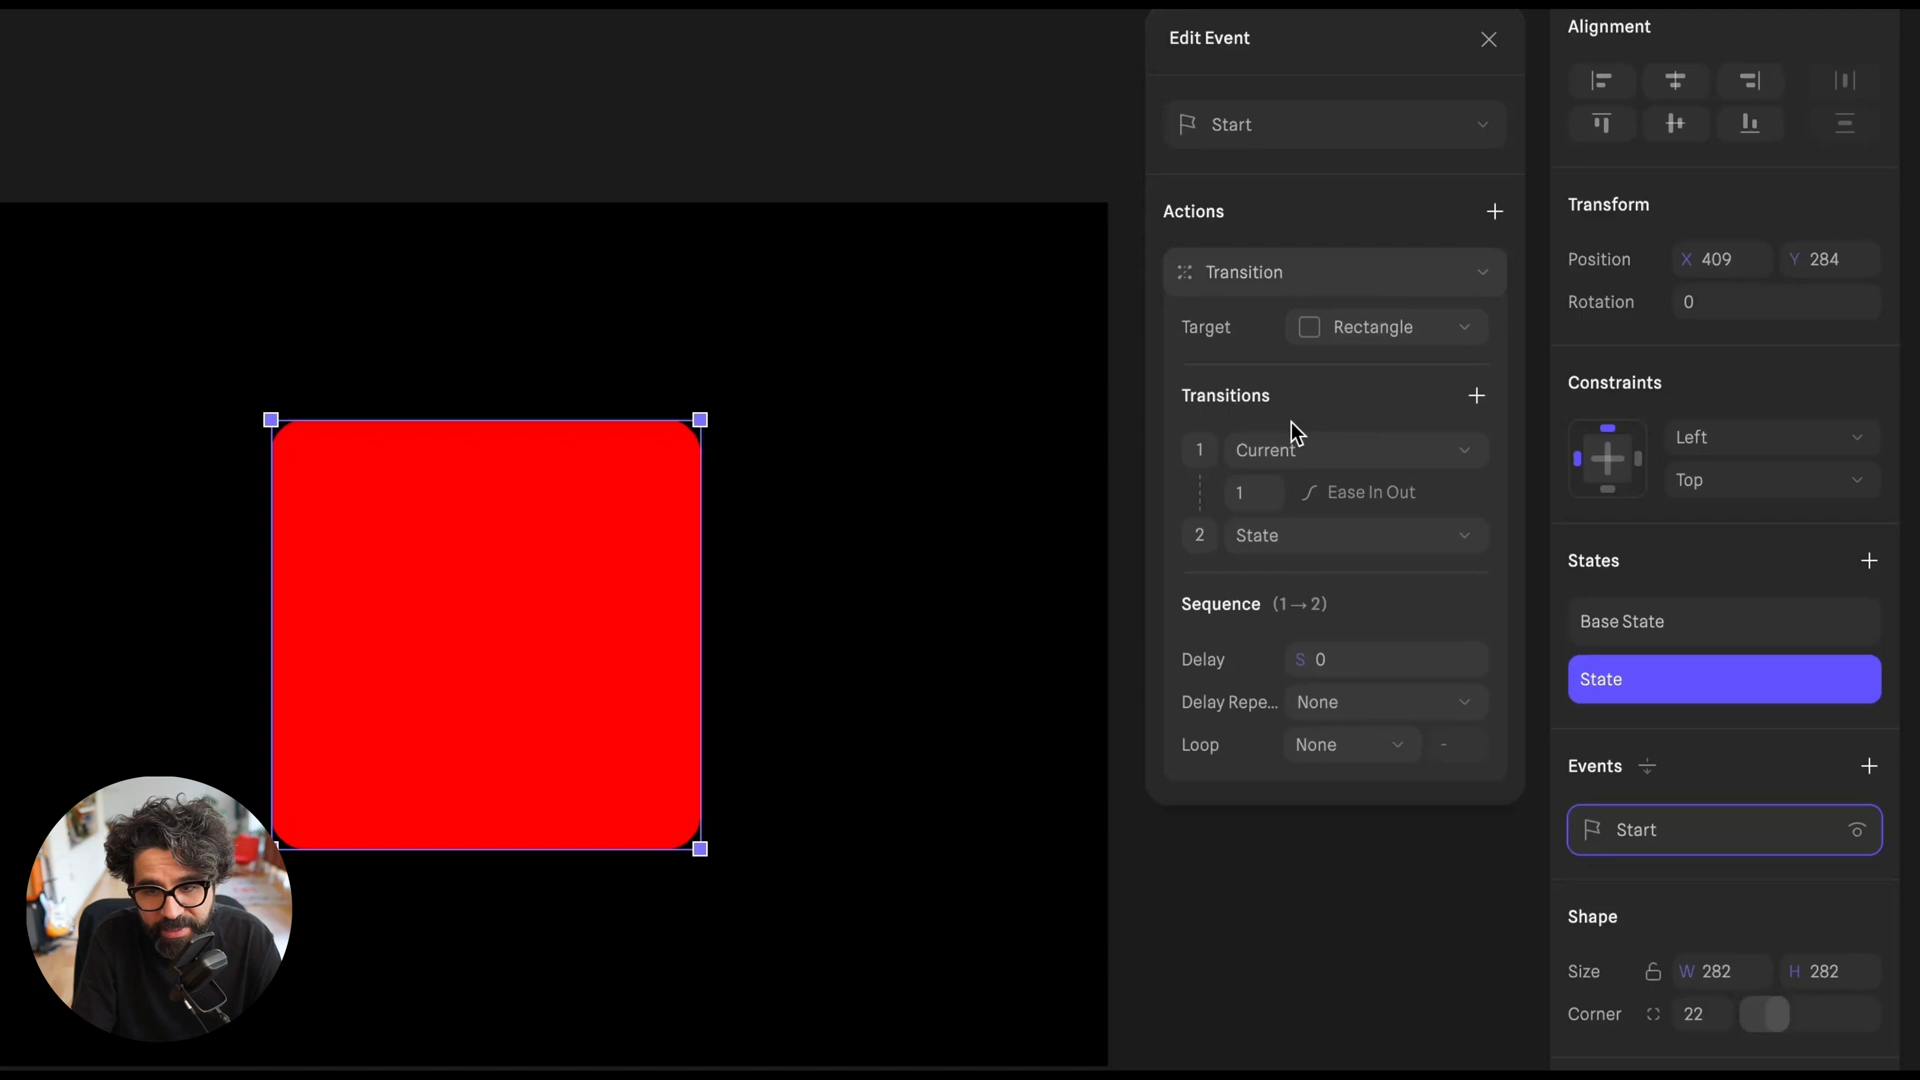 Edit Event
Start
Actions
Transition
Target Rectangle
Transitions
1 Current
1 Ease In Out
2 State
Sequence (1→2)
Delay S 0
Delay Repe... None
Loop None -
Alignment
Transform
Position X 409 Y 284
Rotation 0
Constraints
Left
Top
States
Base State
State
Events
Start
Shape
Size W 282 H 282
Corner 22